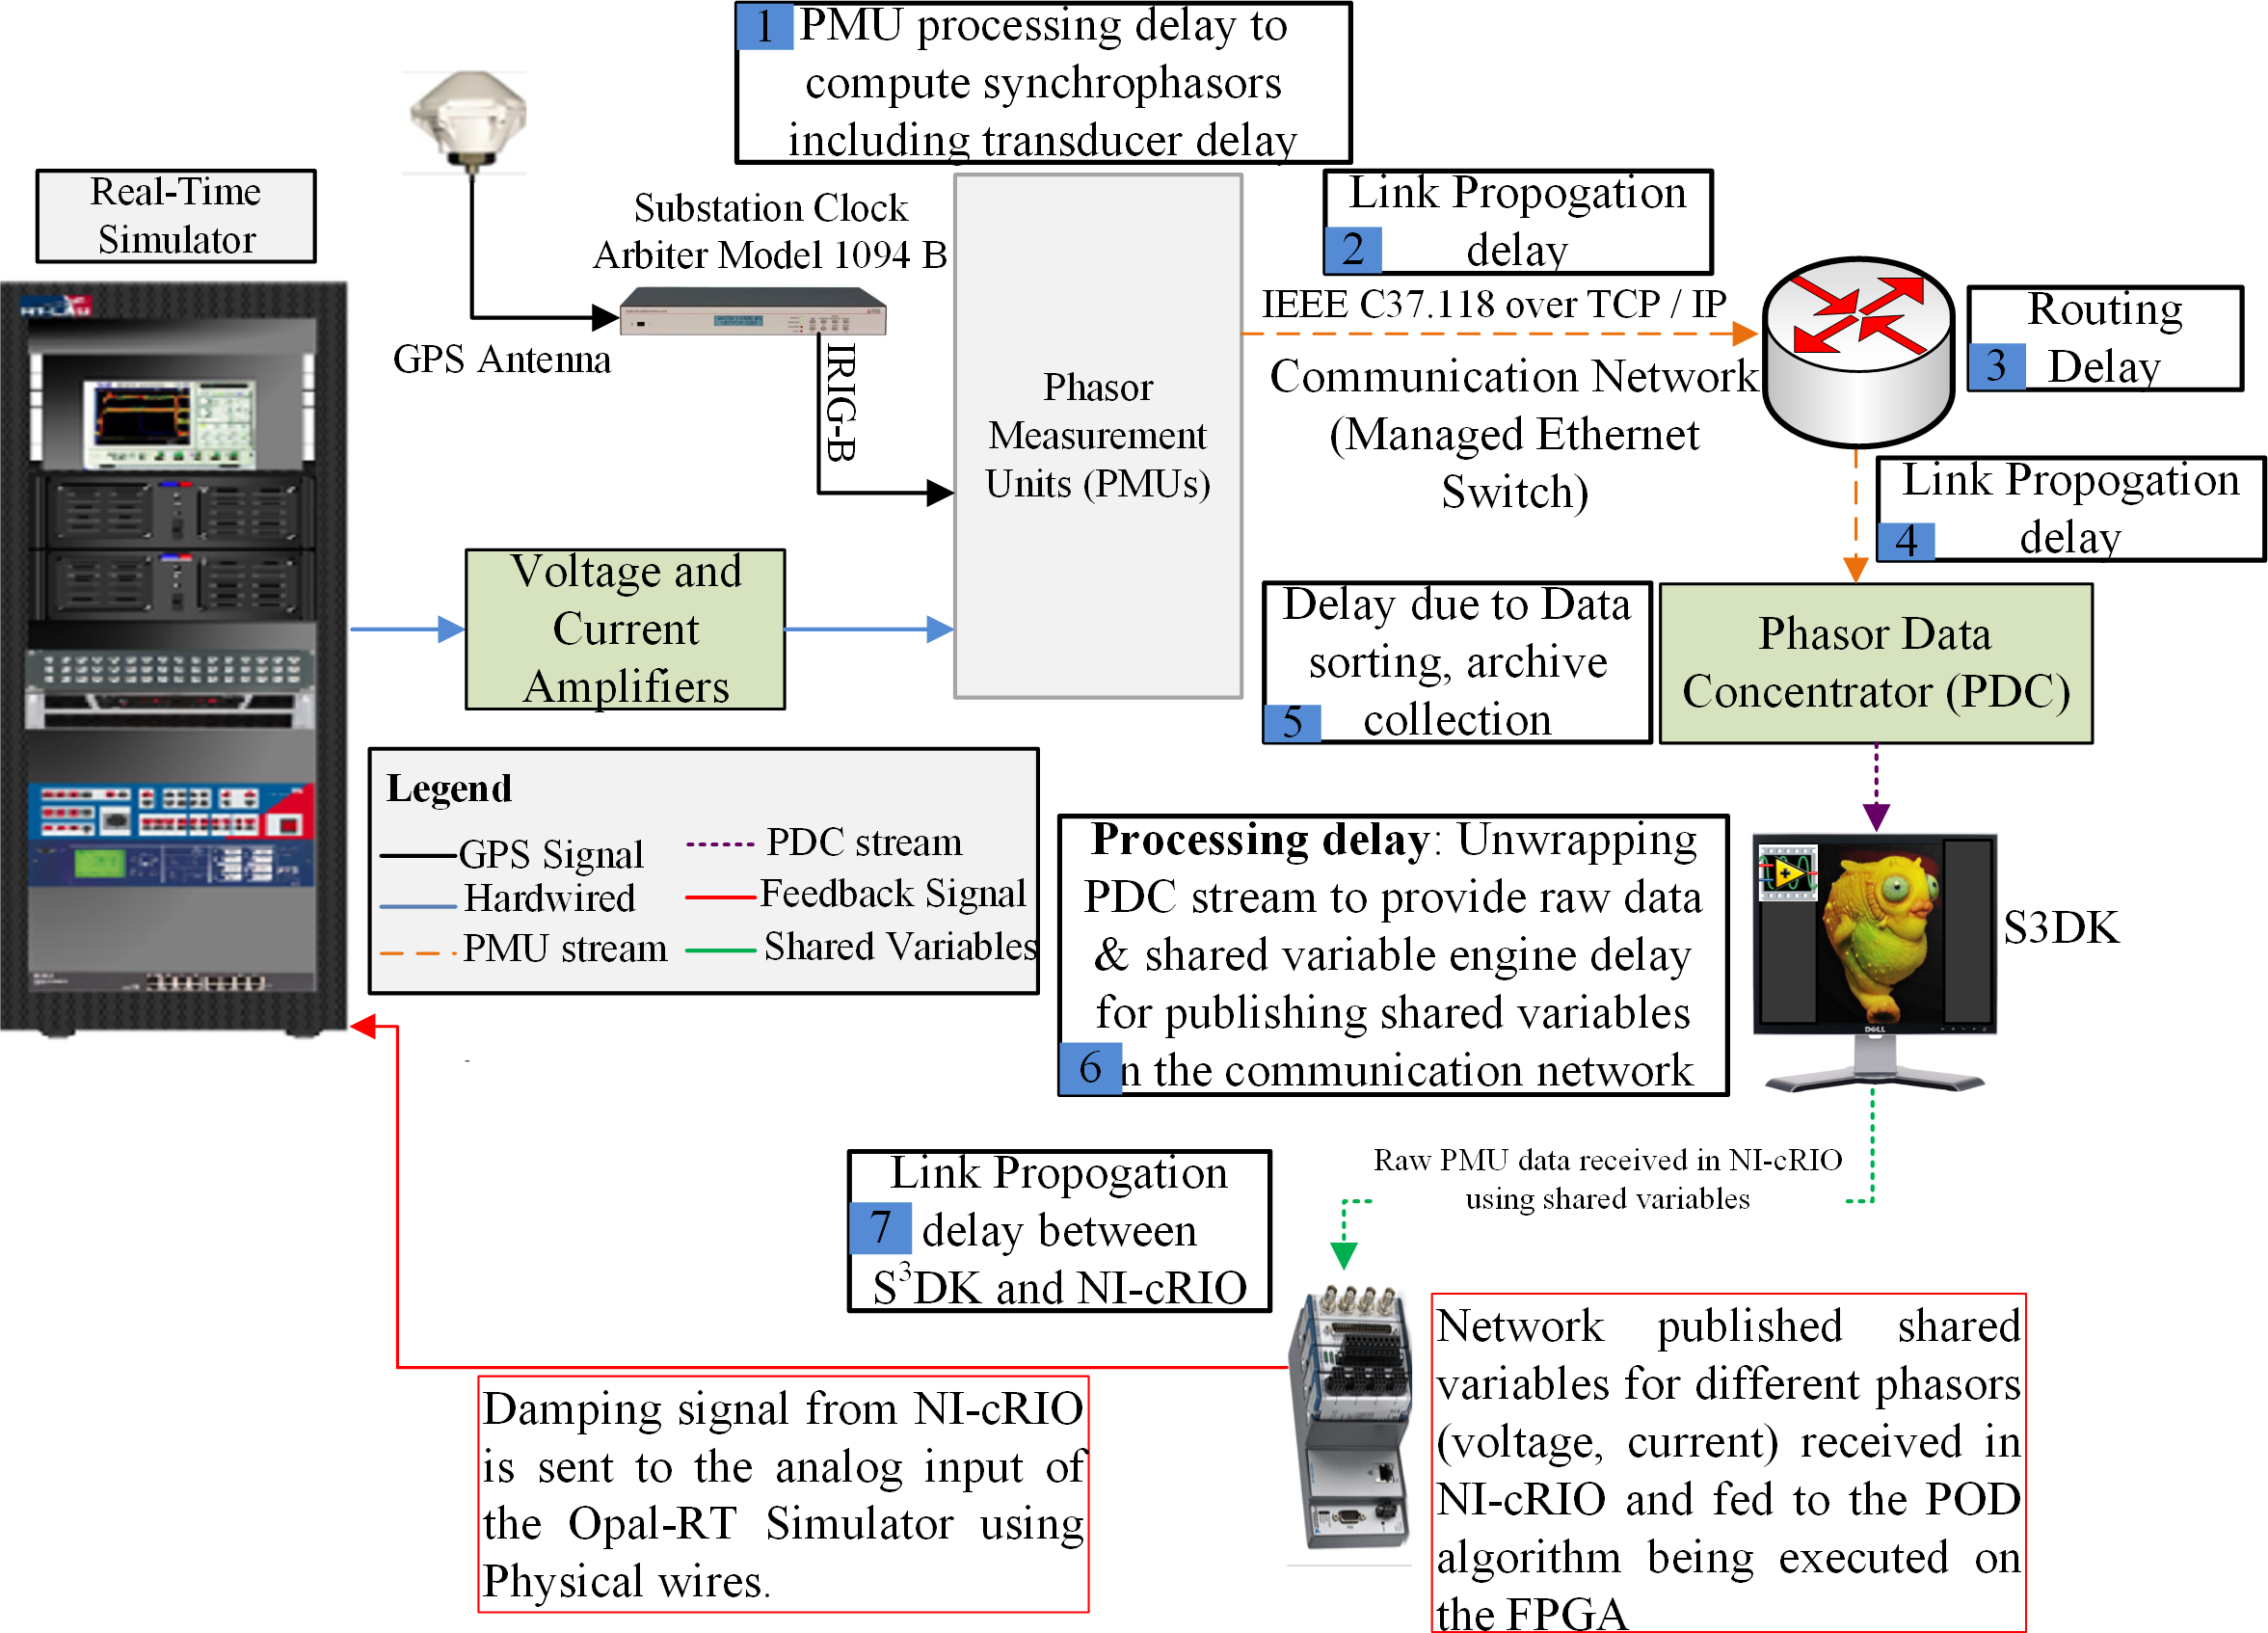 1 PMU processing delay to
compute synchrophasors
including transducer delay
Real-Time
Simulator
Substation Clock
Arbiter Model 1094 B
GPS Antenna
IRIG-B
Phasor
Measurement
Units (PMUs)
Link Propogation
2 delay
IEEE C37.118 over TCP / IP
Communication Network
(Managed Ethernet
Switch)
Routing
3 Delay
Link Propogation
4 delay
Voltage and
Current
Amplifiers
Delay due to Data
sorting, archive
5 collection
Phasor Data
Concentrator (PDC)
Legend
GPS Signal
Hardwired
PMU stream
PDC stream
Feedback Signal
Shared Variables
Processing delay: Unwrapping
PDC stream to provide raw data
& shared variable engine delay
for publishing shared variables
6 n the communication network
S3DK
DELL
Raw PMU data received in NI-cRIO
using shared variables
Link Propogation
7 delay between
S3DK and NI-cRIO
Damping signal from NI-cRIO
is sent to the analog input of
the Opal-RT Simulator using
Physical wires.
Network published shared
variables for different phasors
(voltage, current) received in
NI-cRIO and fed to the POD
algorithm being executed on
the FPGA